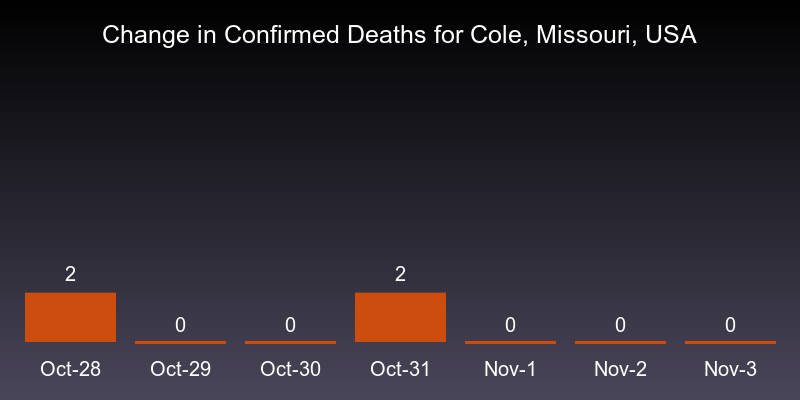 Change in Confirmed Deaths for Cole, Missouri, USA
2 0 0 2 0 0 0
Oct-28 Oct-29 Oct-30 Oct-31 Nov-1 Nov-2 Nov-3